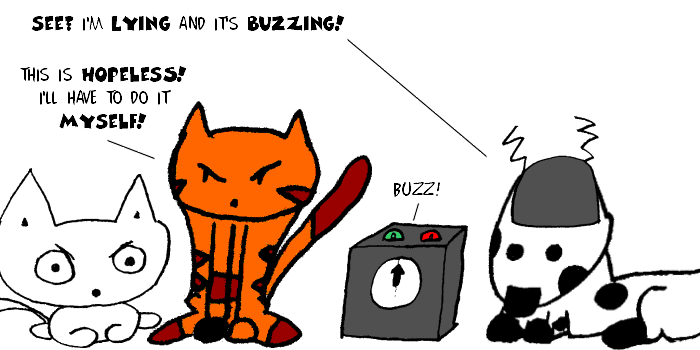 SEE? I'M LYING AND IT'S BUZZING!
THIS IS HOPELESS!
I'LL HAVE TO DO IT
MYSELF!
BUZZ!